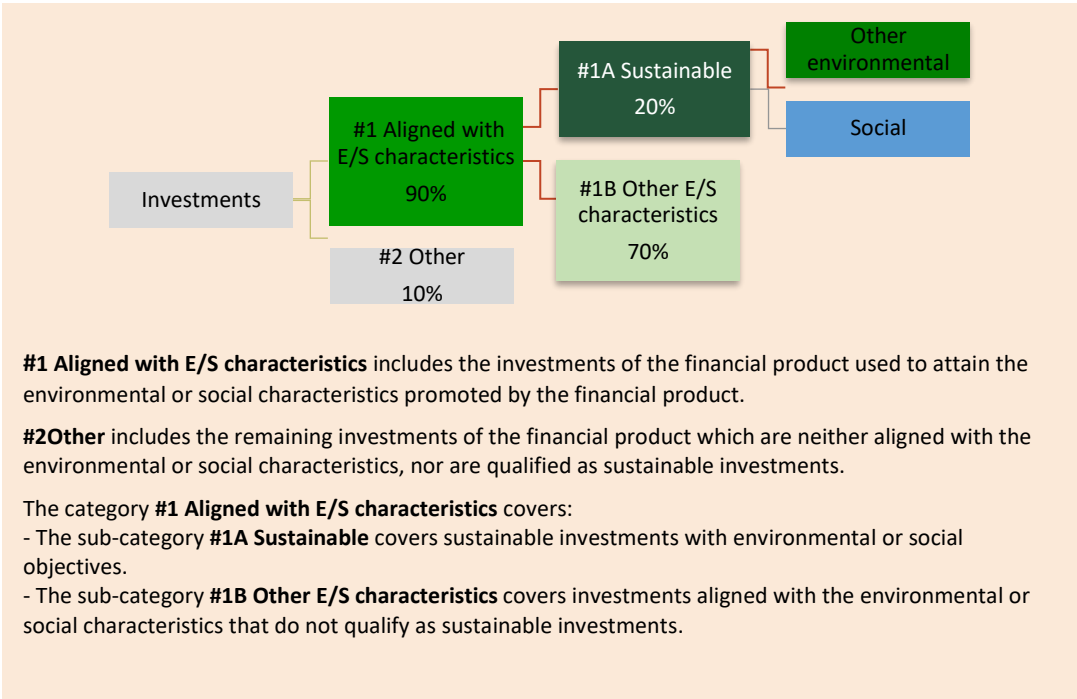 Other
environmental
#1A Sustainable
20%
Social
#1 Aligned with
E/S characteristics
90%
#1B Other E/S
characteristics
70%
Investments
#2 Other
10%
#1 Aligned with E/S characteristics includes the investments of the financial product used to attain the
environmental or social characteristics promoted by the financial product.
#2Other includes the remaining investments of the financial product which are neither aligned with the
environmental or social characteristics, nor are qualified as sustainable investments.
The category #1 Aligned with E/S characteristics covers:
- The sub-category #1A Sustainable covers sustainable investments with environmental or social
objectives.
- The sub-category #1B Other E/S characteristics covers investments aligned with the environmental or
social characteristics that do not qualify as sustainable investments.